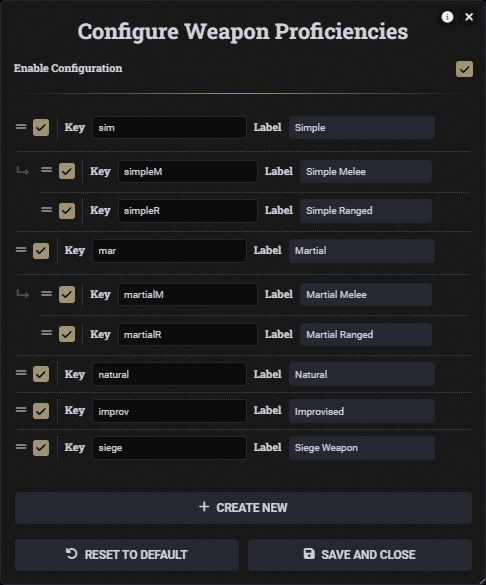 Configure Weapon Proficiencies
Enable Configuration
Key sim Label Simple
Key simpleM Label Simple Melee
Key simpleR Label Simple Ranged
Key mar Label Martial
Key martialM Label Martial Melee
Key martialR Label Martial Ranged
Key natural Label Natural
Key improv Label Improvised
Key siege Label Siege Weapon
CREATE NEW
RESET TO DEFAULT SAVE AND CLOSE